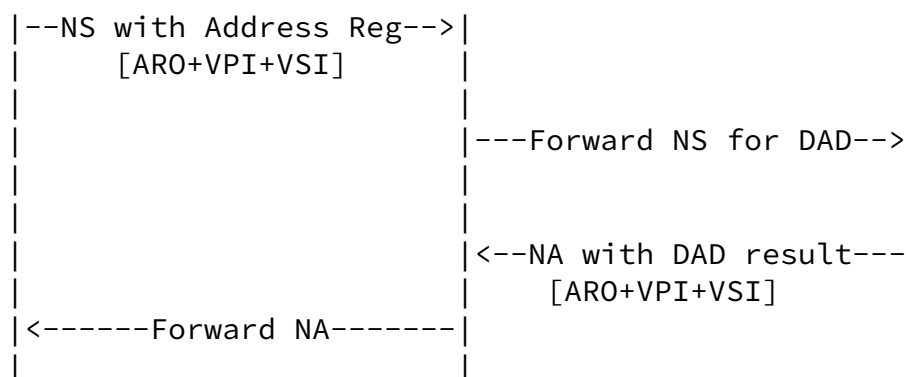 |--NS with Address Reg-->|
| [ARO+VPI+VSI] |
| |
| |---Forward NS for DAD-->
| |
| |
| |<--NA with DAD result---
| | [ARO+VPI+VSI]
|<------Forward NA-------|
| |